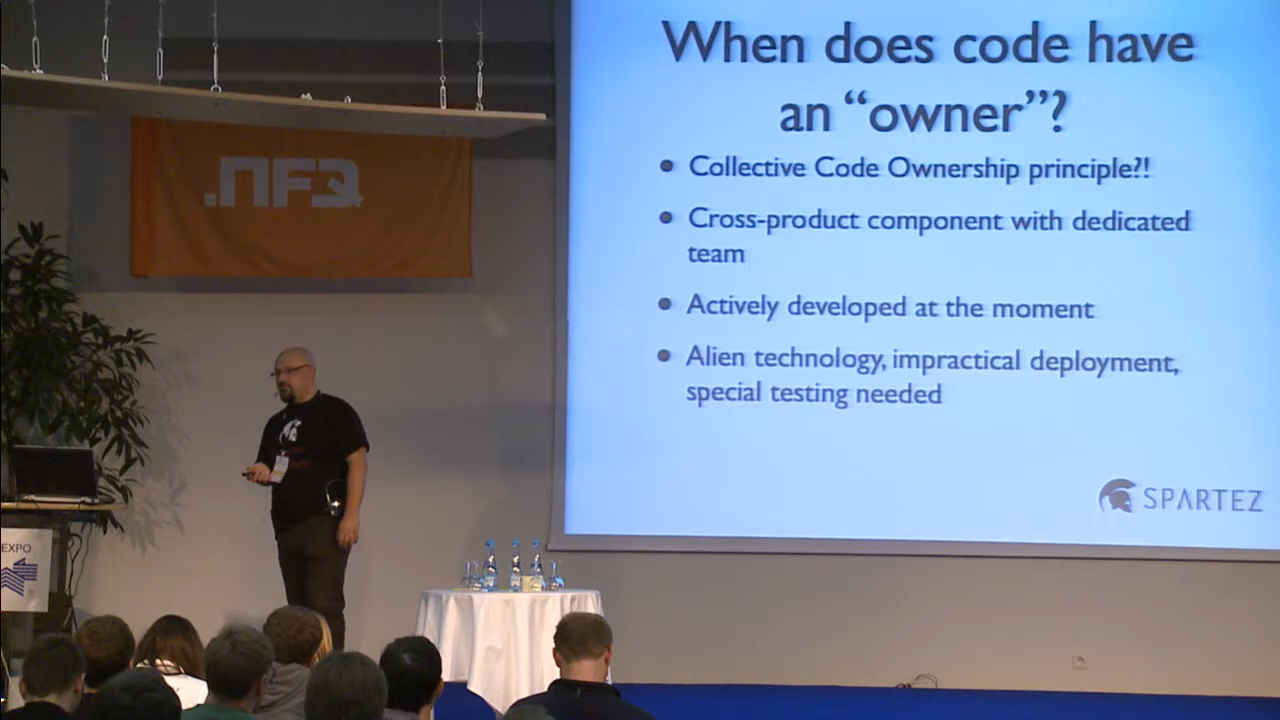 When does code have
an “owner”?
Collective Code Ownership principle?!
Cross-product component with dedicated
team
Actively developed at the moment
Alien technology, impractical deployment,
special testing needed
SPARTEZ
.NFQ
EXPO